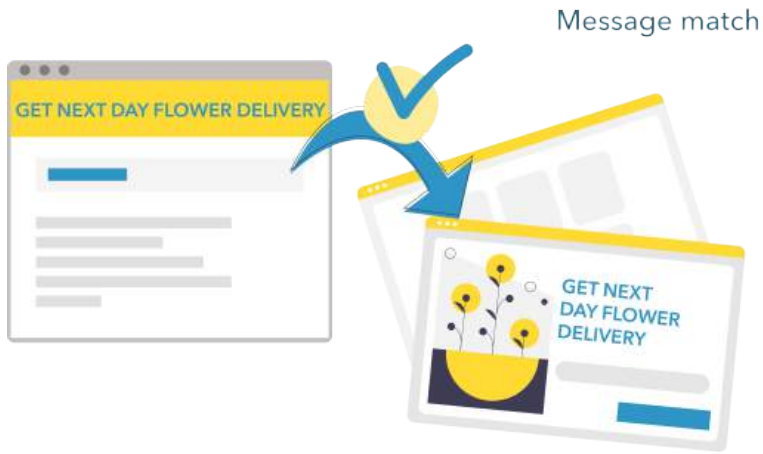 Message match
GET NEXT DAY FLOWER DELIVERY
GET NEXT
DAY FLOWER
DELIVERY